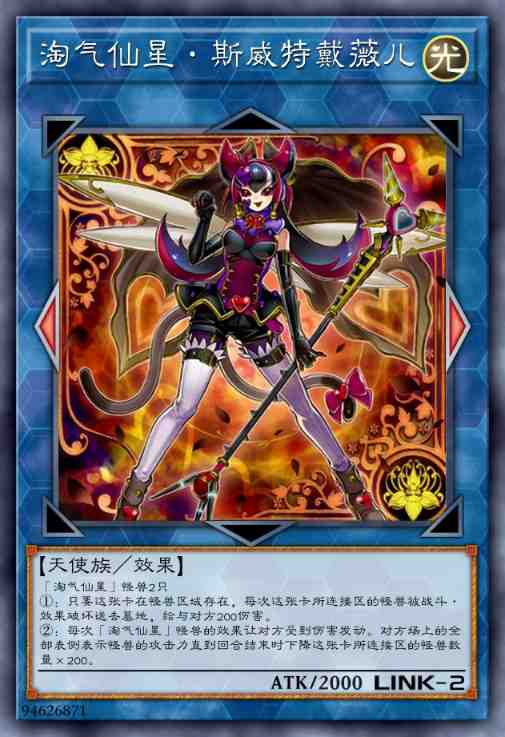 淘气仙星·斯威特戴薇儿 光
【天使族／效果】
「淘气仙星」怪兽2只
①：只要这张卡在怪兽区域存在，每次这张卡所连接区的怪兽被战斗·
效果破坏送去墓地，给与对方200伤害。
②：每次「淘气仙星」怪兽的效果让对方受到伤害发动。对方场上的全
部表侧表示怪兽的攻击力直到回合结束时下降这张卡所连接区的怪兽数
量×200。
ATK/2000 LINK-2
94626871